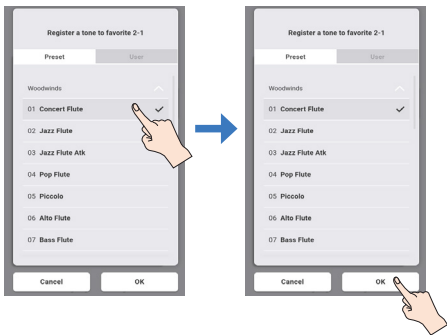 Register a tone to favorite 2-1
Preset User
Woodwinds
01 Concert Flute
02 Jazz Flute
03 Jazz Flute Atk
04 Pop Flute
05 Piccolo
06 Alto Flute
07 Bass Flute
Cancel OK
Register a tone to favorite 2-1
Preset User
Woodwinds
01 Concert Flute
02 Jazz Flute
03 Jazz Flute Atk
04 Pop Flute
05 Piccolo
06 Alto Flute
07 Bass Flute
Cancel OK